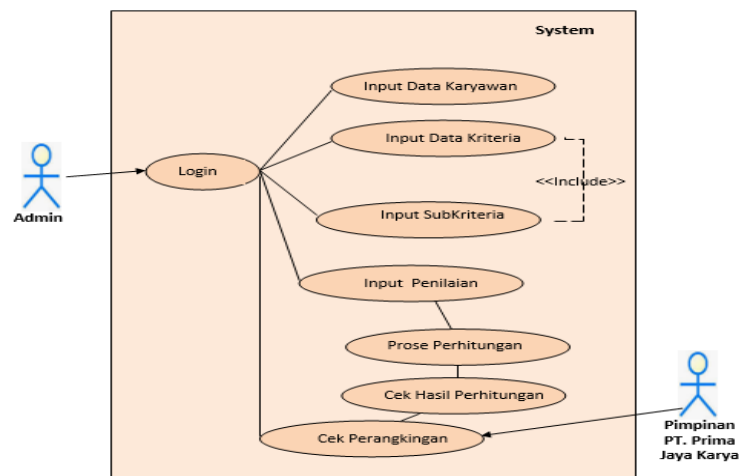 System
Input Data Karyawan
Input Data Kriteria
Login
<<Include>>
Admin
Input SubKriteria
Input Penilaian
Prose Perhitungan
Cek Hasil Perhitungan
Cek Perangkingan
Pimpinan
PT. Prima
Jaya Karya